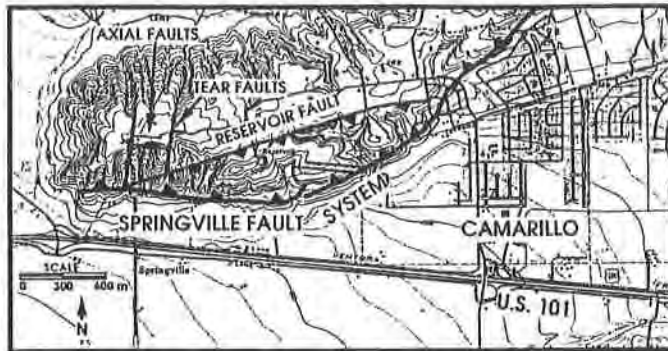 AXIAL FAULTS
TEAR FAULTS
RESERVOIR FAULT
SPRINGVILLE FAULT
SYSTEM
CAMARILLO
SCALE
0 300 600 m
Springville
U.S. 101
N